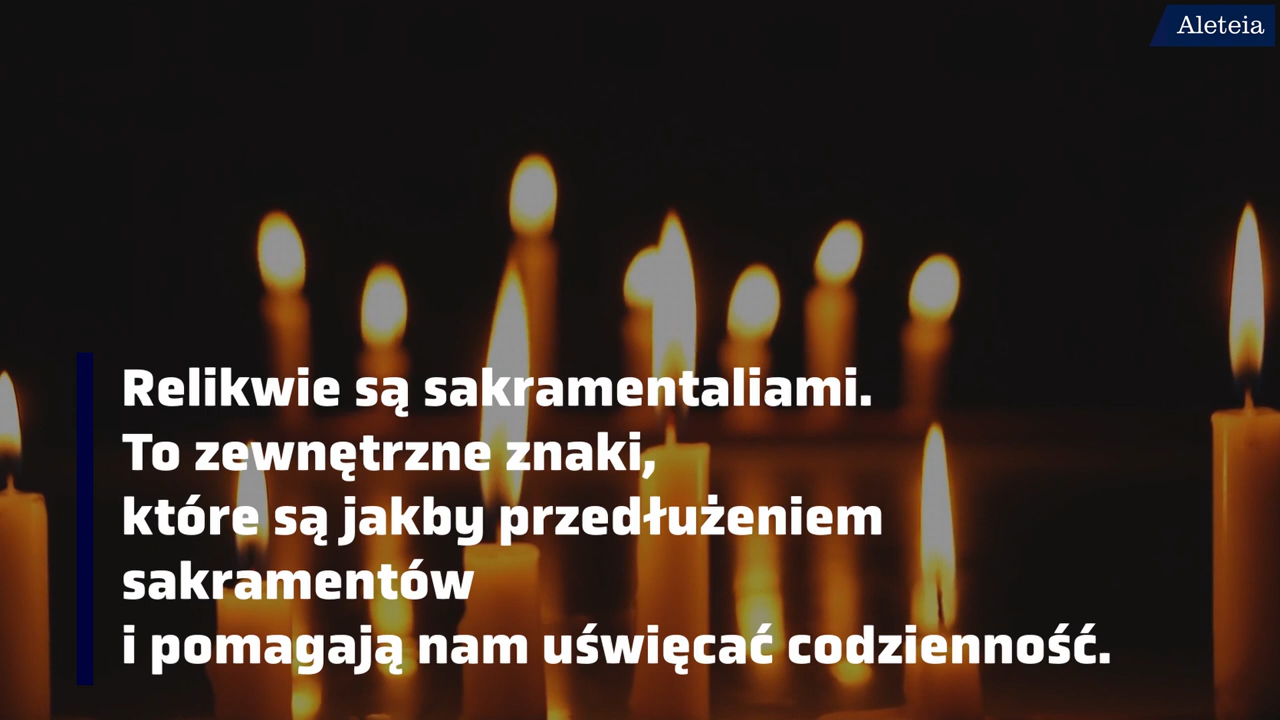 Aleteia
Relikwie są sakramentaliami.
To zewnętrzne znaki,
które są jakby przedłużeniem
sakramentów
i pomagają nam uświęcać codzienność.